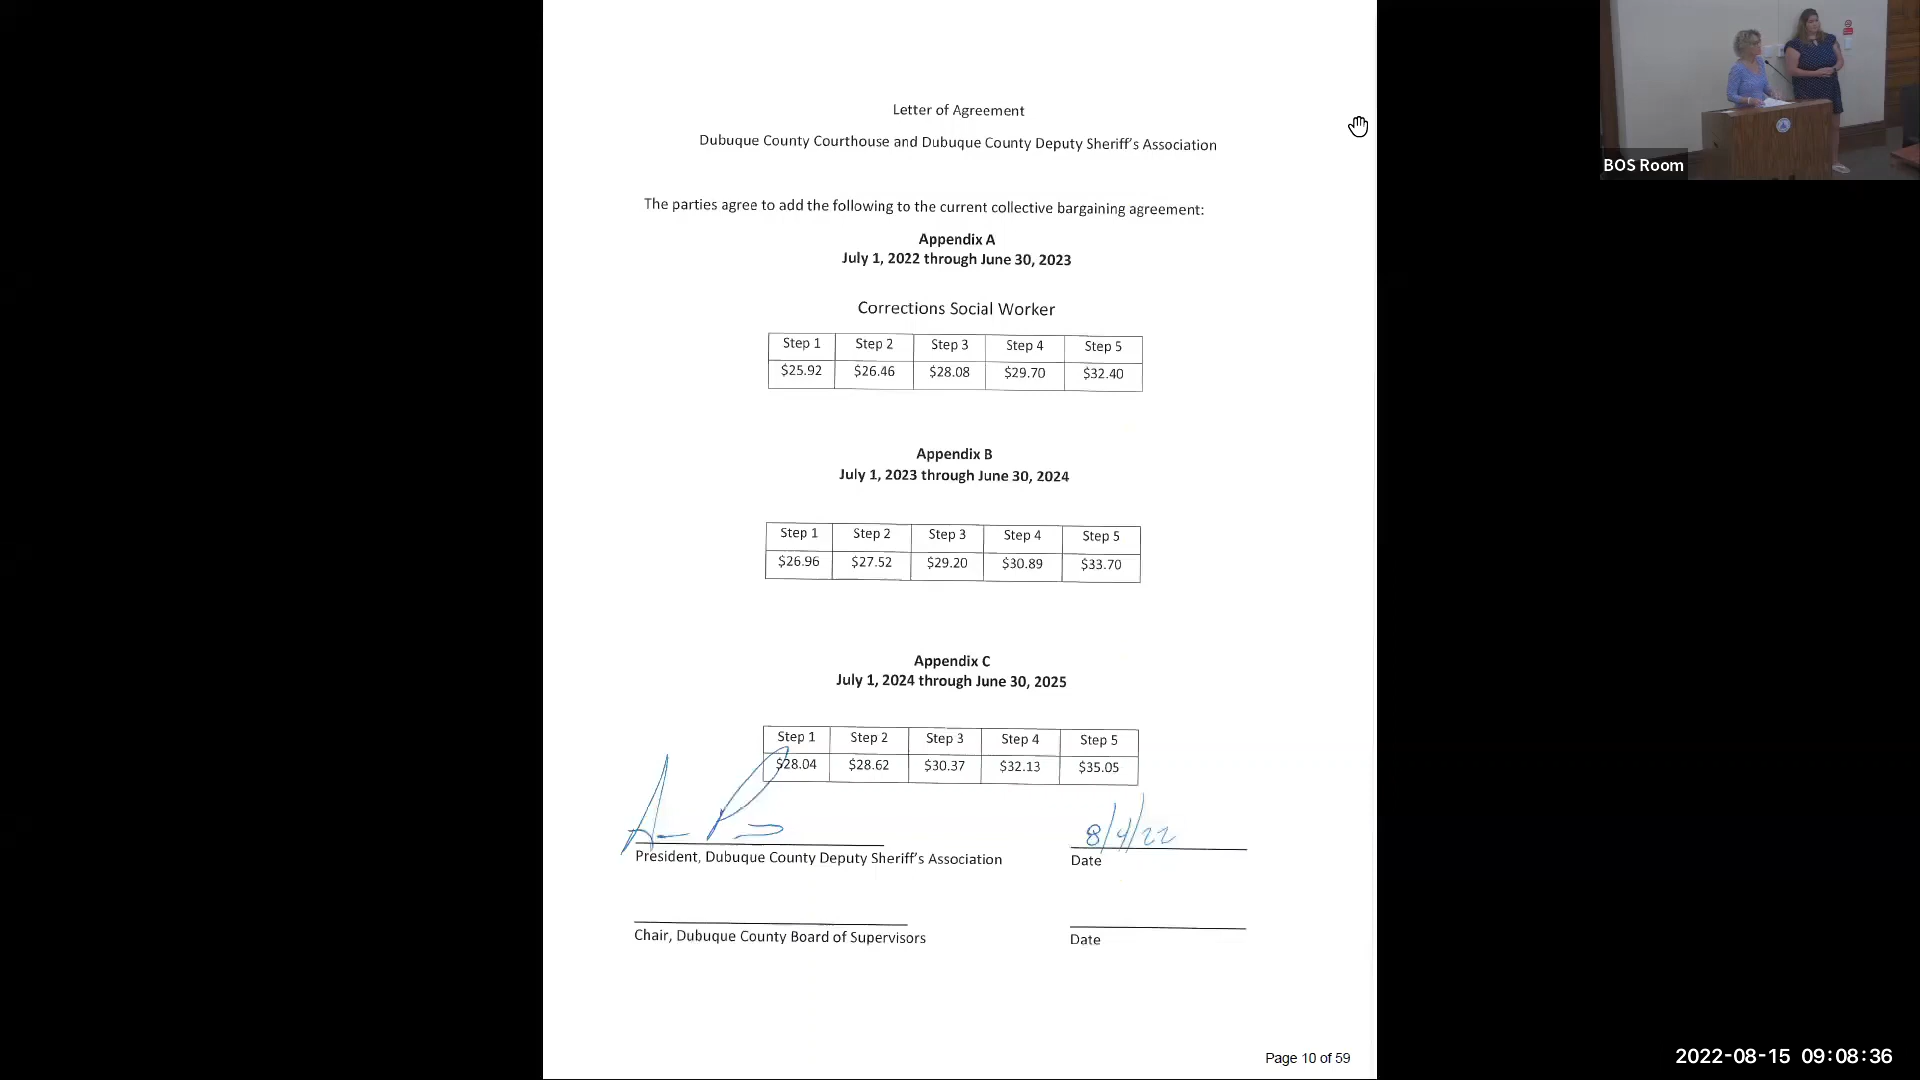 Letter of Agreement
Dubuque County Courthouse and Dubuque County Deputy Sheriff's Association
The parties agree to add the following to the current collective bargaining agreement:
Appendix A
July 1, 2022 through June 30, 2023
Corrections Social Worker
Step 1 Step 2 Step 3 Step 4 Step 5
$25.92 $26.46 $28.08 $29.70 $32.40
Appendix B
July 1, 2023 through June 30, 2024
Step 1 Step 2 Step 3 Step 4 Step 5
$26.96 $27.52 $29.20 $30.89 $33.70
Appendix C
July 1, 2024 through June 30, 2025
Step 1 Step 2 Step 3 Step 4 Step 5
$28.04 $28.62 $30.37 $32.13 $35.05
8/4/22
President, Dubuque County Deputy Sheriff's Association Date
Chair, Dubuque County Board of Supervisors Date
Page 10 of 59
BOS Room
2022-08-15 09:08:36